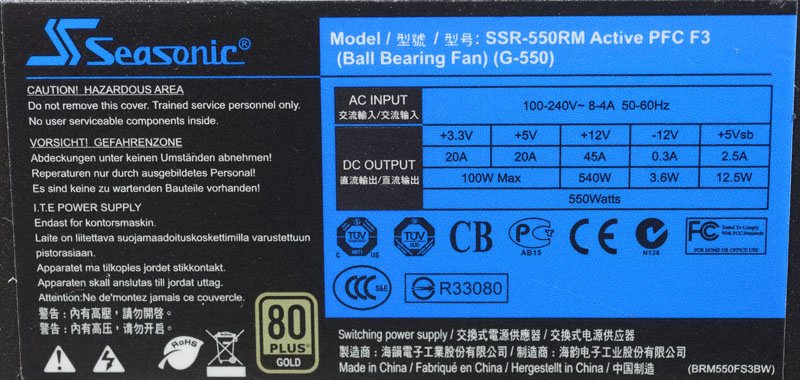 Seasonic®
CAUTION! HAZARDOUS AREA
Do not remove this cover. Trained service personnel only.
No user serviceable components inside.
VORSICHT! GEFAHRENZONE
Abdeckungen unter keinen Umständen abnehmen!
Reperaturen nur durch ausgebildetes Personal!
Es sind keine zu wartenden Bauteile vorhanden!
I.T.E POWER SUPPLY
Endast for kontorsmaskin.
Laite on liitettava suojamaadoituskoskettimilla varustettuun
pistorasiaan.
Apparatet ma tilkoples jordet stikkontakt.
Apparaten skall anslutas till jordat uttag.
Attention:Ne de'montez jamais ce couvercle.
警告：內有高壓，請勿開啓。
警告：内有高压，请勿开启。
RoHS
80
PLUS®
GOLD
Model / 型號 / 型号: SSR-550RM Active PFC F3
(Ball Bearing Fan) (G-550)
AC INPUT 100-240V~ 8-4A 50-60Hz
交流輸入/交流输入
DC OUTPUT
直流輸出/直流输出
+3.3V +5V +12V -12V +5Vsb
20A 20A 45A 0.3A 2.5A
100W Max 540W 3.6W 12.5W
550Watts
C TÜV US
NRTL
TÜV
CB
PCT
AB15
CE
N136
FC Tested To Comply
With FCC Standards
FOR HOME OR OFFICE USE
CCC S&E
R33080
Switching power supply / 交換式電源供應器 / 交换式电源供应器
製造商：海韻電子工業股份有限公司 / 制造商：海韵电子工业股份有限公司
Made in China / Fabriqué en China / Hergestellt in China / 中国制造
(BRM550FS3BW)